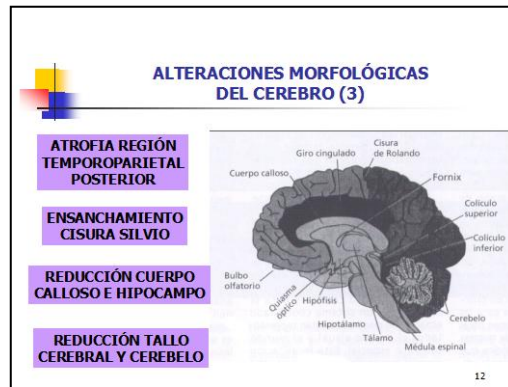 ALTERACIONES MORFOLÓGICAS
DEL CEREBRO (3)
ATROFIA REGIÓN
TEMPOROPARIETAL
POSTERIOR
ENSANCHAMIENTO
CISURA SILVIO
REDUCCIÓN CUERPO
CALLOSO E HIPOCAMPO
REDUCCIÓN TALLO
CEREBRAL Y CEREBELO
Cisura
de Rolando
Giro cingulado
Cuerpo calloso
Fornix
Colículo
superior
Colículo
inferior
Bulbo
olfatorio
Quiasma
óptico
Hipófisis
Hipotálamo
Tálamo
Médula espinal
Cerebelo
12